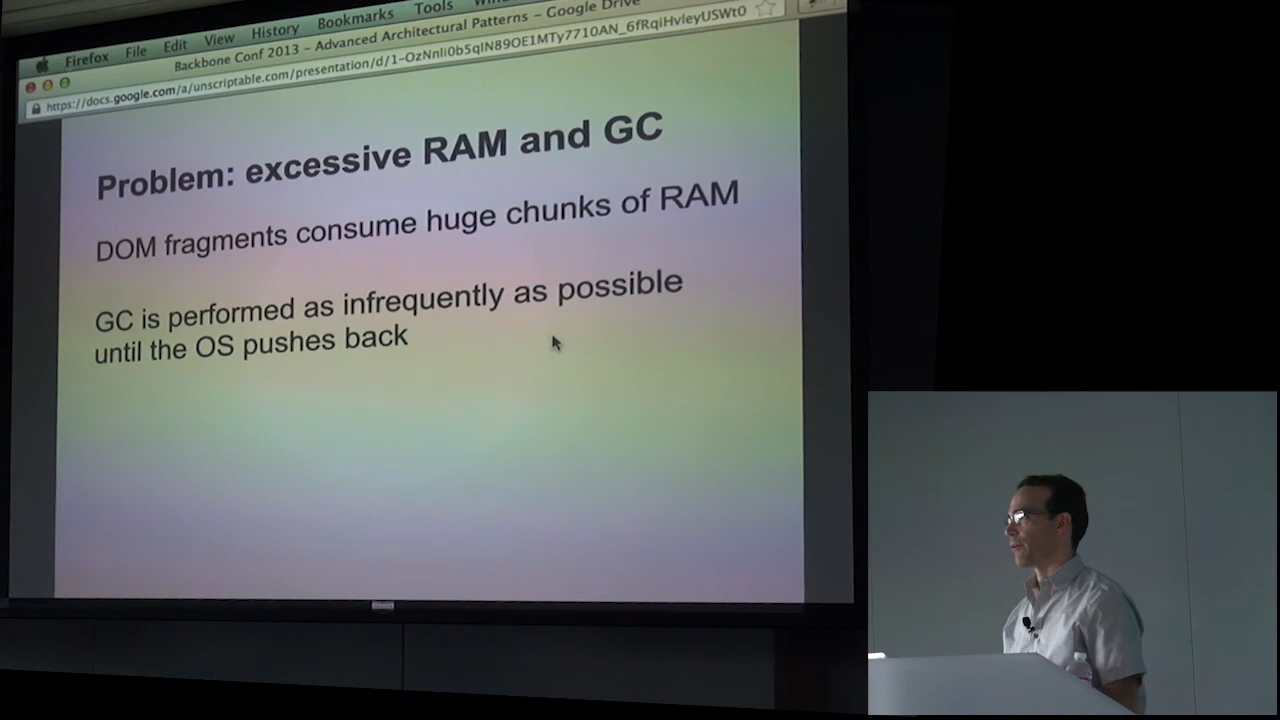 Firefox File Edit View History Bookmarks Tools
Backbone Conf 2013 – Advanced Architectural Patterns – Google Drive
https://docs.google.com/a/unscriptable.com/presentation/d/
Problem: excessive RAM and GC
DOM fragments consume huge chunks of RAM
GC is performed as infrequently as possible
until the OS pushes back